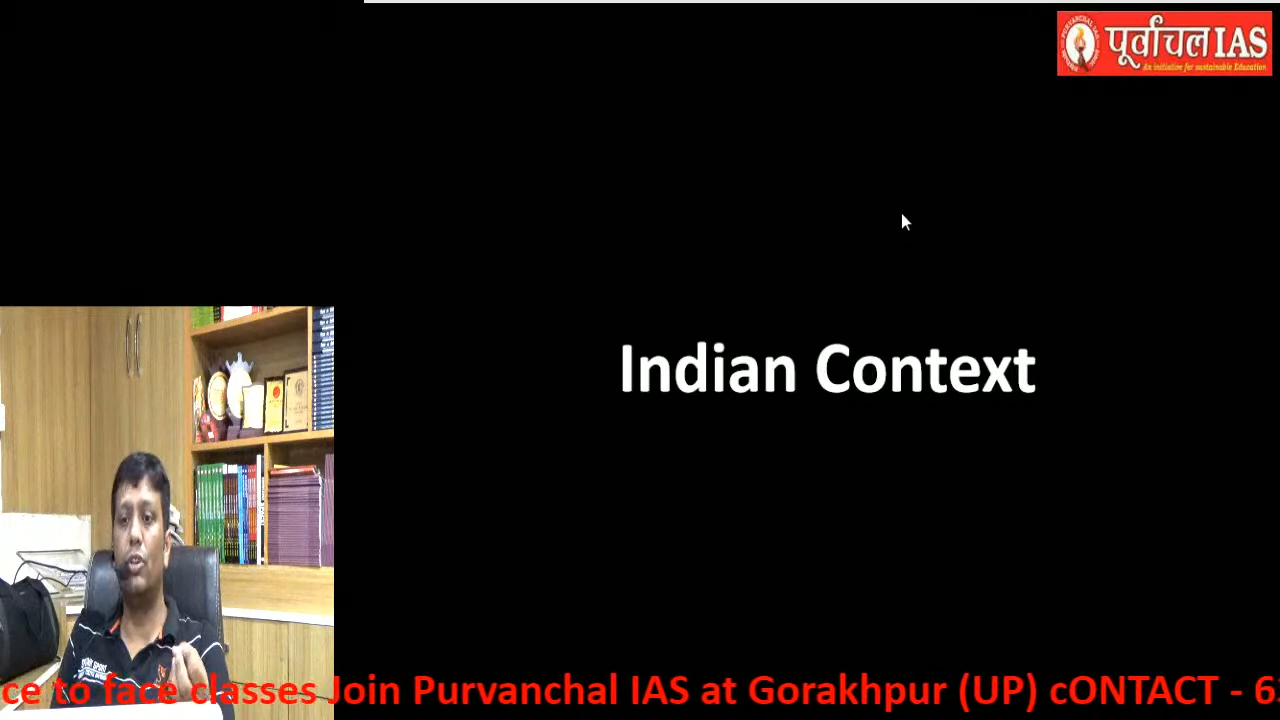 पूर्वांचल IAS
An initiative for sustainable Education
Indian Context
ce to face classes Join Purvanchal IAS at Gorakhpur (UP) cONTACT - 6